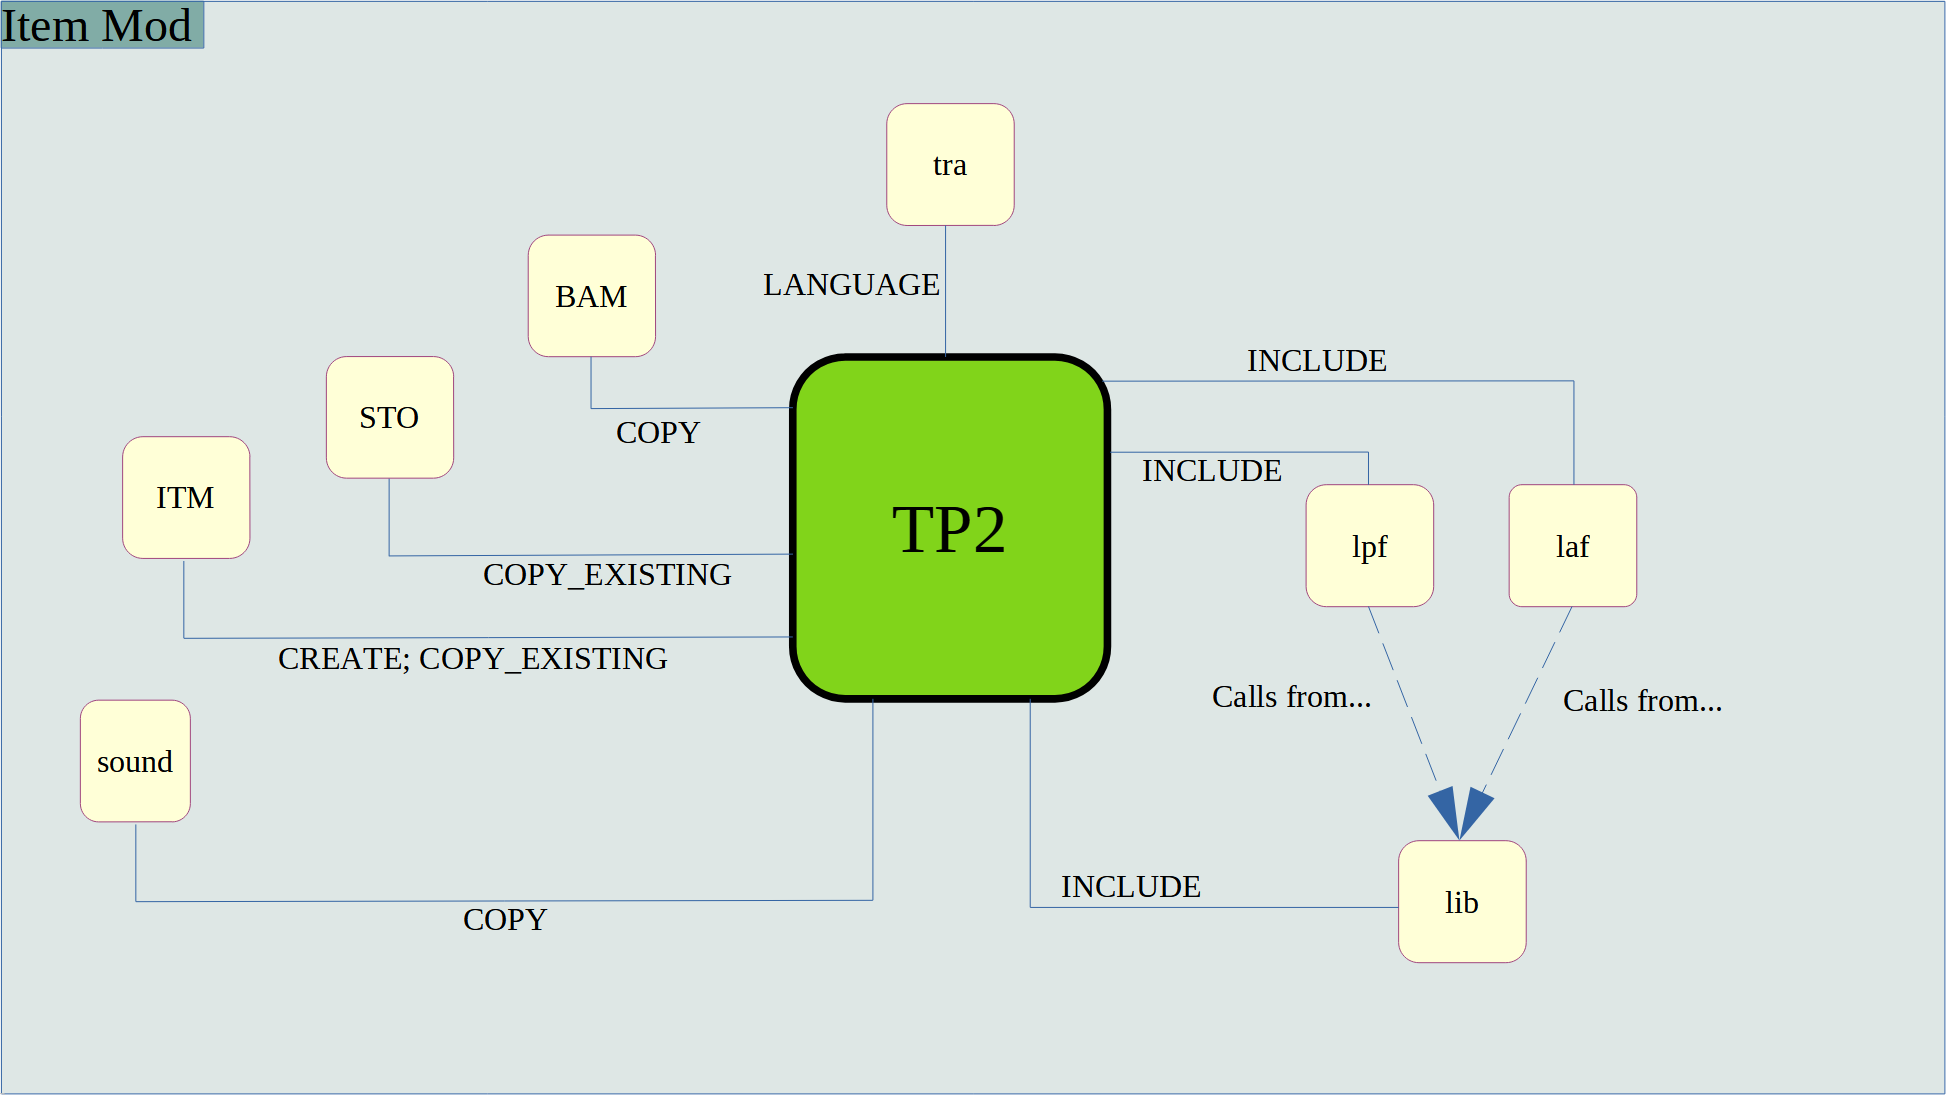 Item Mod
tra
LANGUAGE
BAM
COPY
STO
COPY_EXISTING
ITM
CREATE; COPY_EXISTING
sound
COPY
TP2
INCLUDE
INCLUDE
lpf
laf
Calls from...
Calls from...
INCLUDE
lib